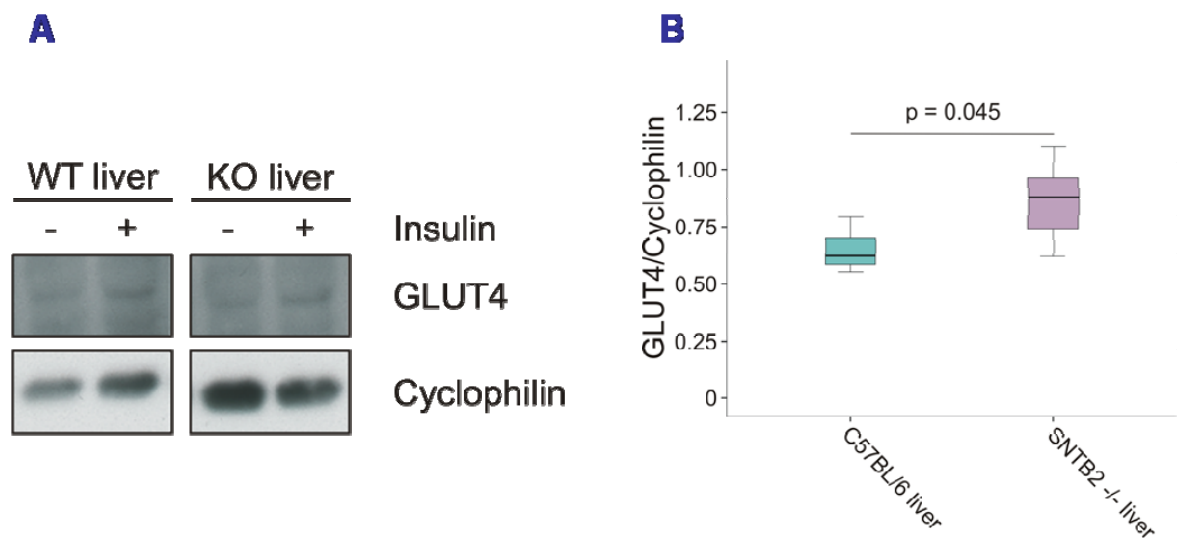 A
WT liver
KO liver
- + - + Insulin
GLUT4
Cyclophilin
B
GLUT4/Cyclophilin
1.25
1.00
0.75
0.50
0.25
0
p = 0.045
C57BL/6 liver
SNTB2 -/- liver